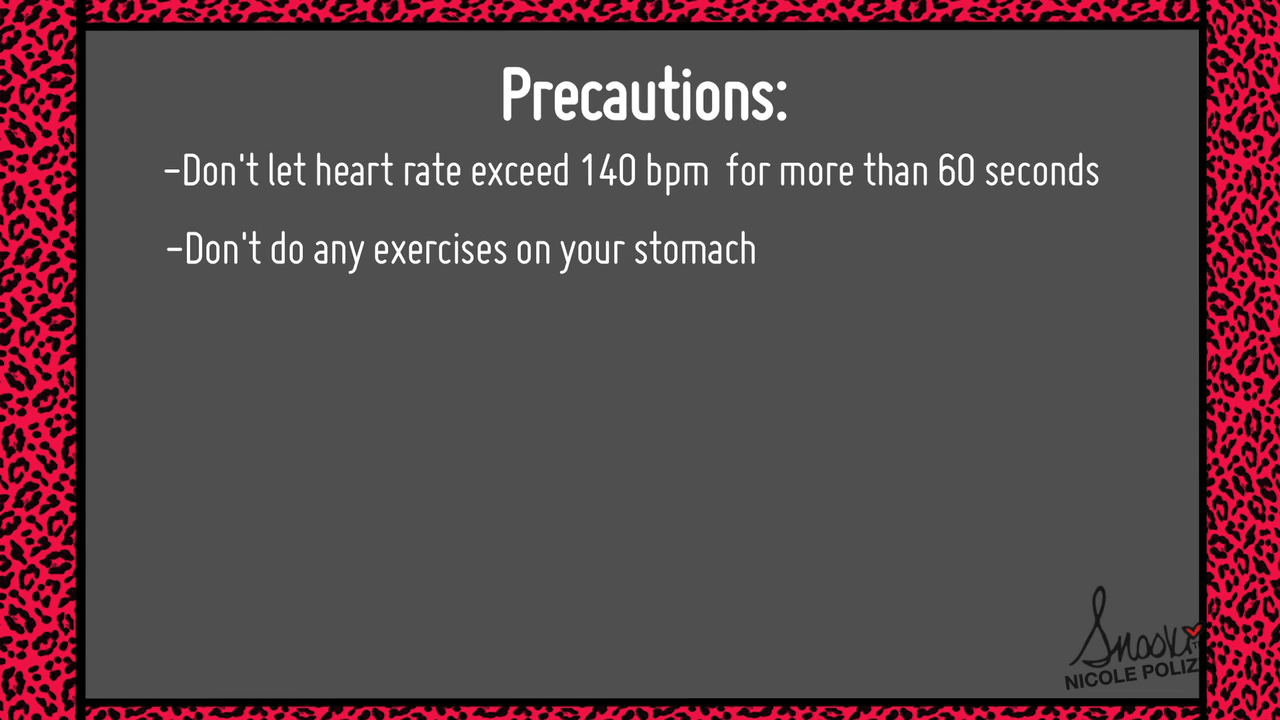 Precautions:
-Don't let heart rate exceed 140 bpm for more than 60 seconds
-Don't do any exercises on your stomach
Snooki
NICOLE POLIZ